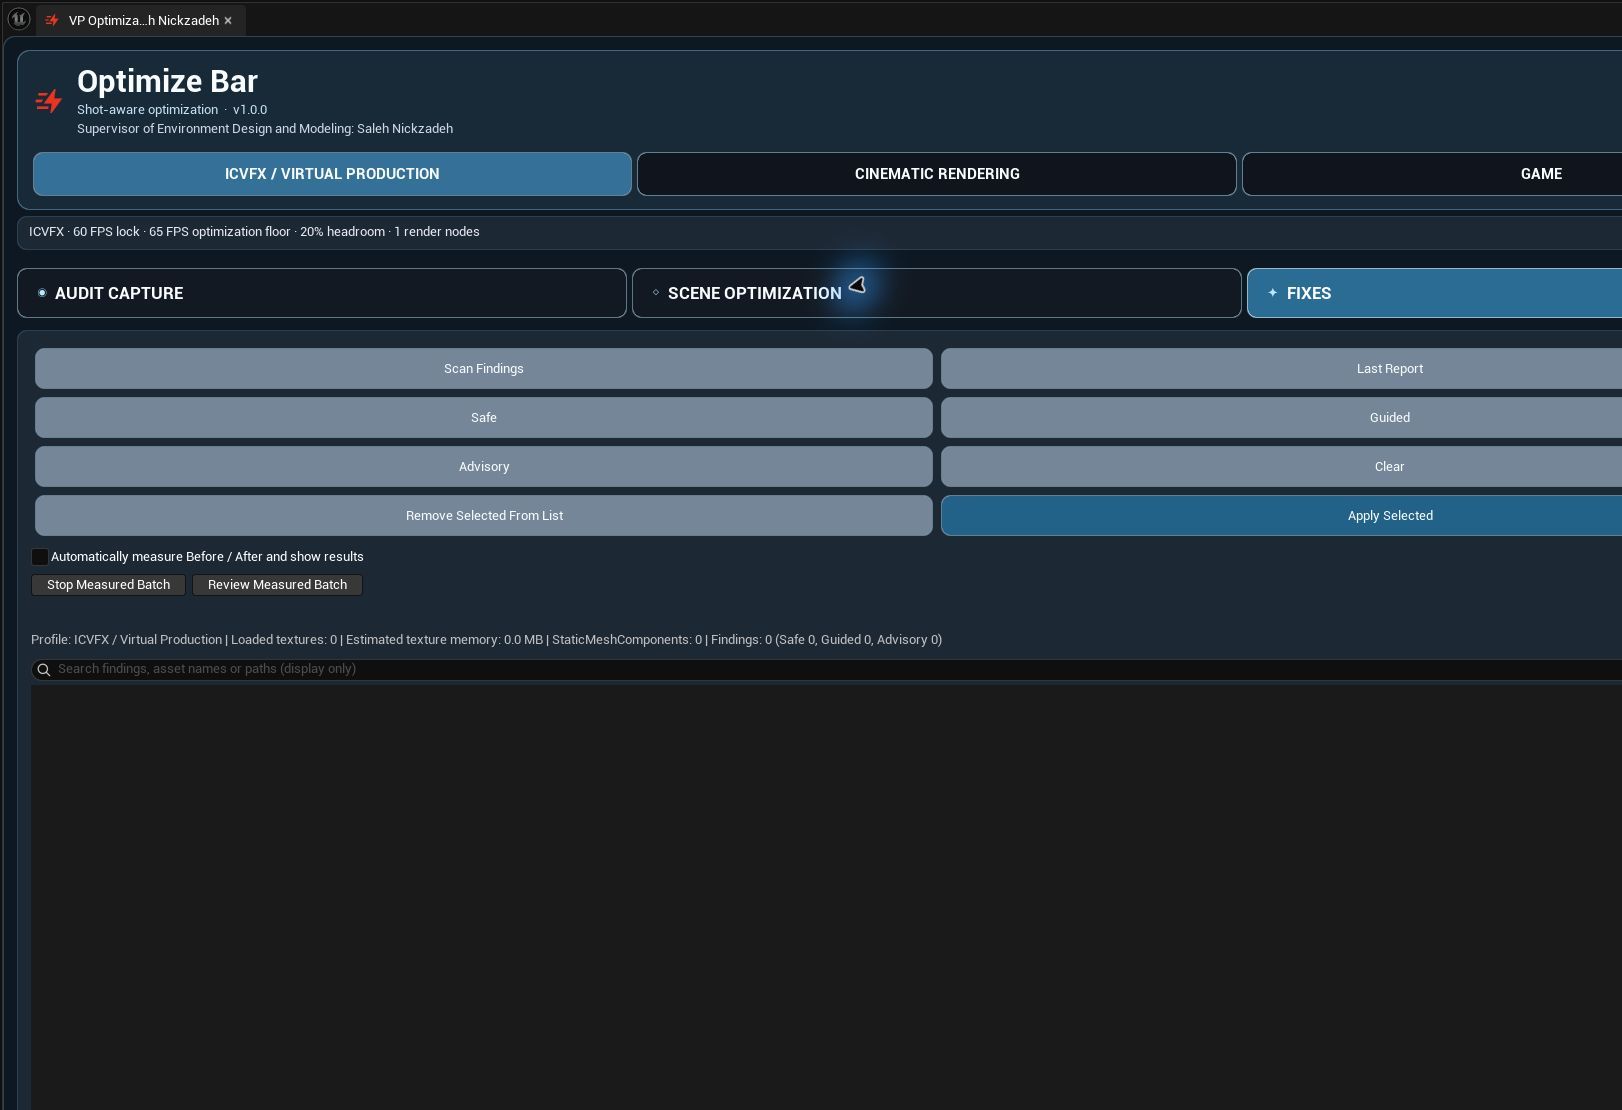 VP Optimiza...h Nickzadeh ×
Optimize Bar
Shot-aware optimization · v1.0.0
Supervisor of Environment Design and Modeling: Saleh Nickzadeh
ICVFX / VIRTUAL PRODUCTION
CINEMATIC RENDERING
GAME
ICVFX · 60 FPS lock · 65 FPS optimization floor · 20% headroom · 1 render nodes
AUDIT CAPTURE
SCENE OPTIMIZATION
FIXES
Scan Findings
Last Report
Safe
Guided
Advisory
Clear
Remove Selected From List
Apply Selected
Automatically measure Before / After and show results
Stop Measured Batch
Review Measured Batch
Profile: ICVFX / Virtual Production | Loaded textures: 0 | Estimated texture memory: 0.0 MB | StaticMeshComponents: 0 | Findings: 0 (Safe 0, Guided 0, Advisory 0)
Search findings, asset names or paths (display only)